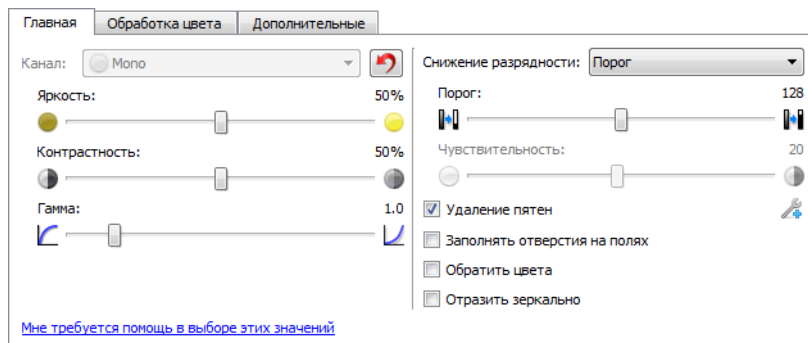 Главная Обработка цвета Дополнительные
Канал: Mono
Яркость: 50%
Контрастность: 50%
Гамма: 1.0
Мне требуется помощь в выборе этих значений
Снижение разрядности: Порог
Порог: 128
Чувствительность: 20
Удаление пятен
Заполнять отверстия на полях
Обратить цвета
Отразить зеркально